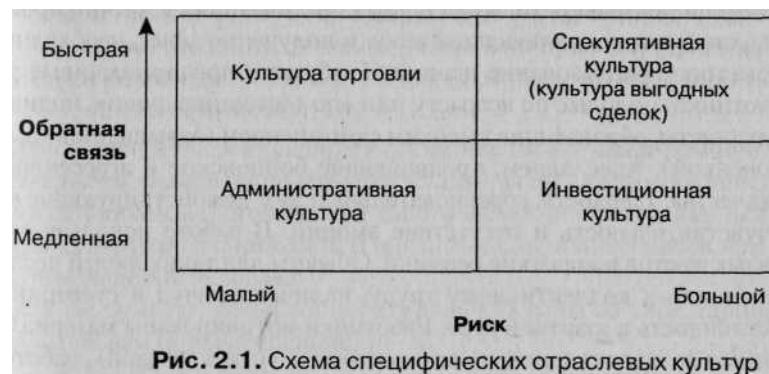 Быстрая
Культура торговли
Спекулятивная
культура
(культура выгодных
сделок)
Обратная
связь
Административная
культура
Инвестиционная
культура
Медленная
Малый
Большой
Риск
Рис. 2.1. Схема специфических отраслевых культур